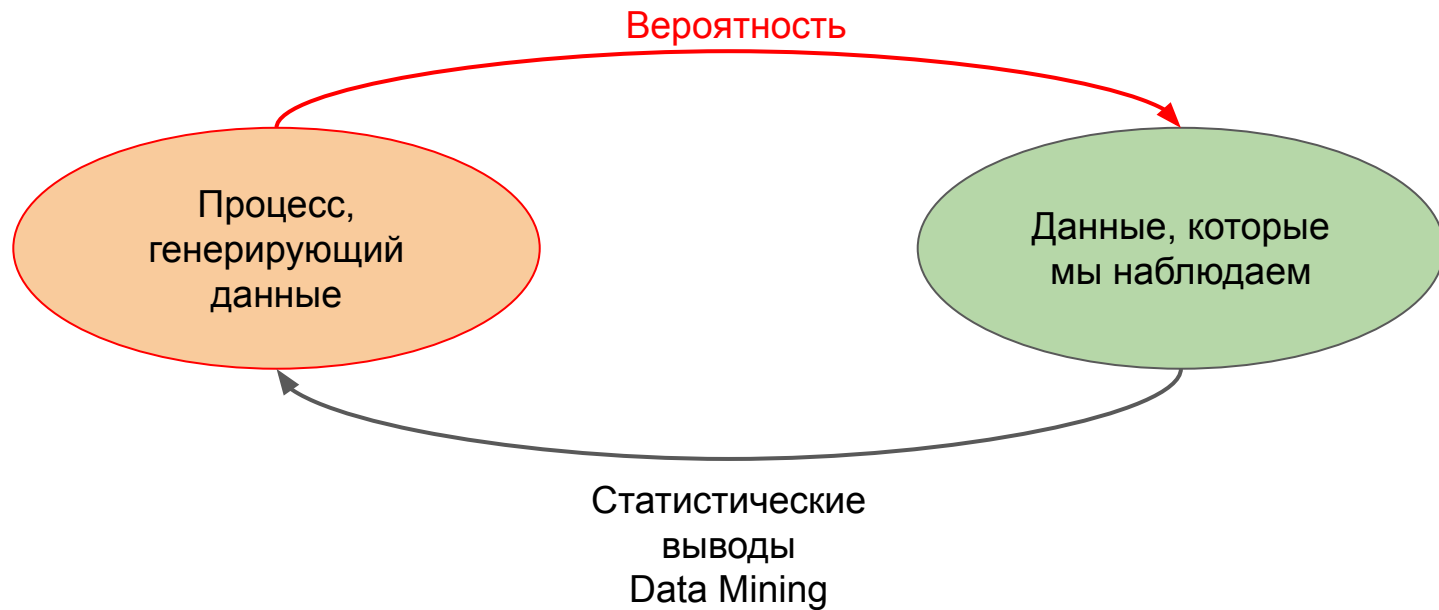 Вероятность
Процесс,
генерирующий
данные
Данные, которые
мы наблюдаем
Статистические
выводы
Data Mining